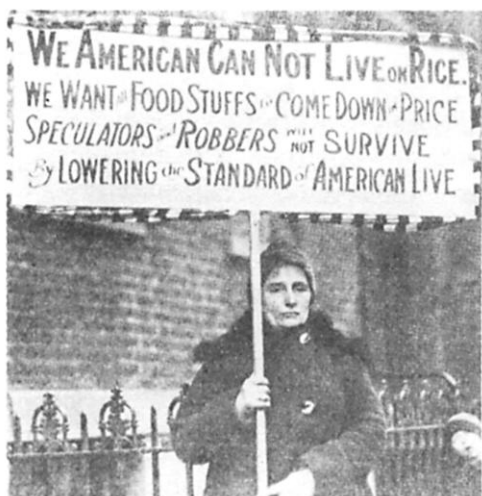 WE AMERICAN CAN NOT LIVE ON RICE.
WE WANT THE FOOD STUFFS TO COME DOWN IN PRICE
SPECULATORS AND ROBBERS WILL NOT SURVIVE
By LOWERING the STANDARD of AMERICAN LIVE